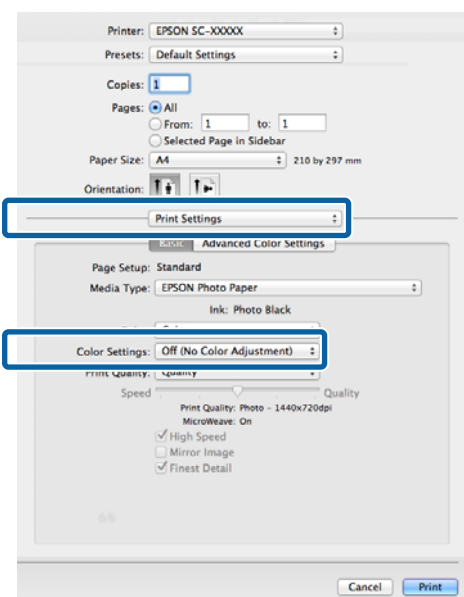 Printer: EPSON SC-XXXXX
Presets: Default Settings
Copies: 1
Pages: All
From: 1 to: 1
Selected Page in Sidebar
Paper Size: A4 210 by 297 mm
Orientation:
Print Settings
Basic Advanced Color Settings
Page Setup: Standard
Media Type: EPSON Photo Paper
Ink: Photo Black
Color Settings: Off (No Color Adjustment)
Print Quality: Quality
Speed Quality
Print Quality: Photo - 1440x720dpi
MicroWeave: On
High Speed
Mirror Image
Finest Detail
Cancel Print